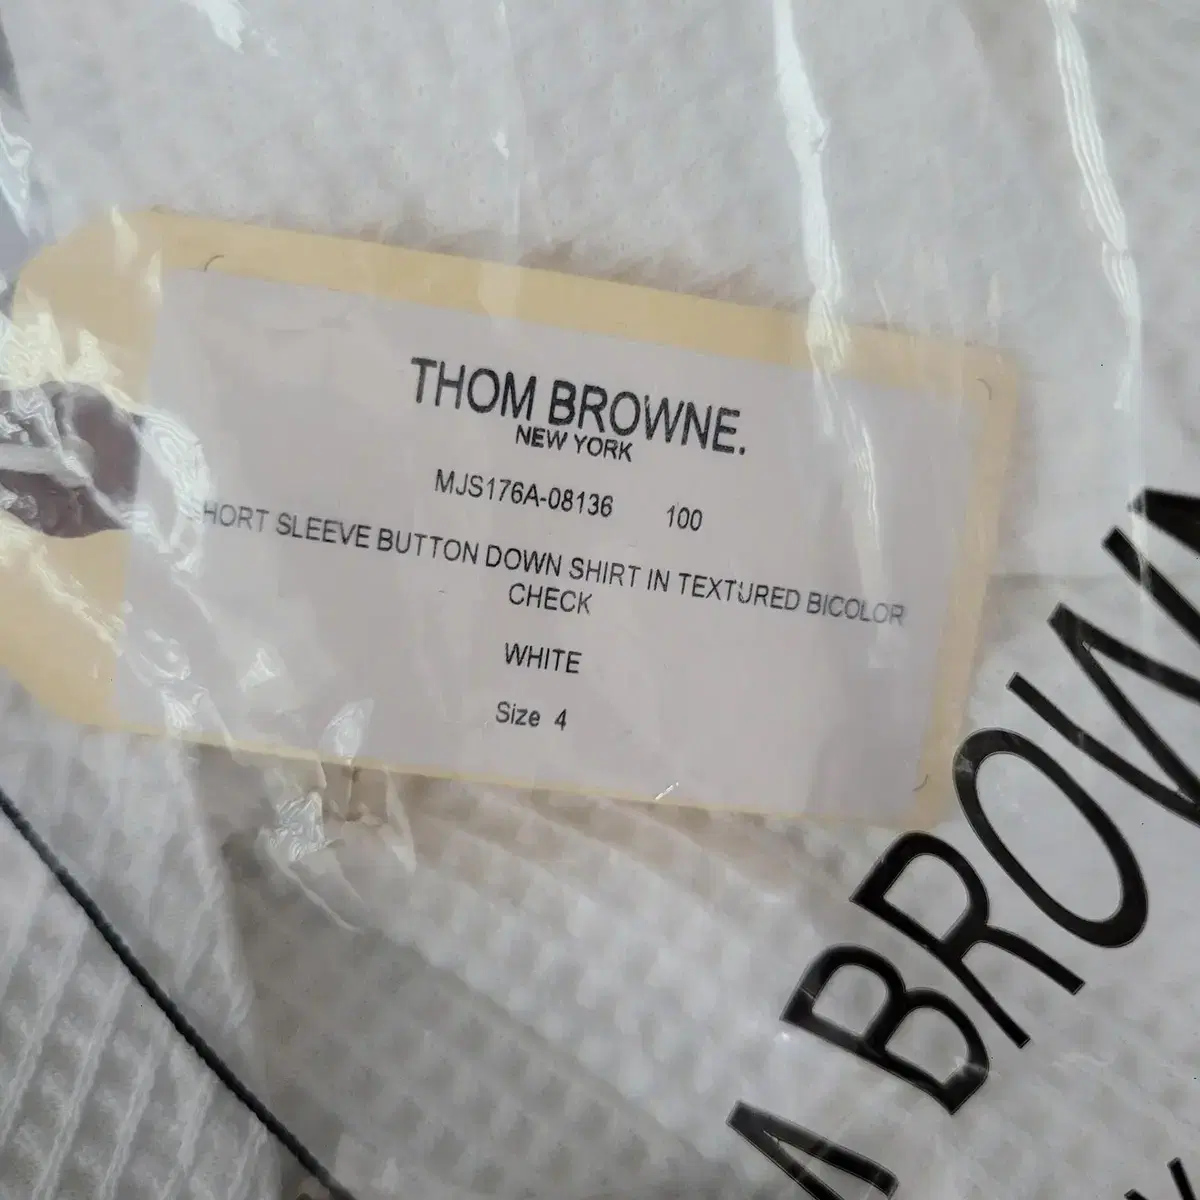 THOM BROWNE.
NEW YORK
MJS176A-08136 100
HORT SLEEVE BUTTON DOWN SHIRT IN TEXTURED BICOLOR
CHECK
WHITE
Size 4
BROW